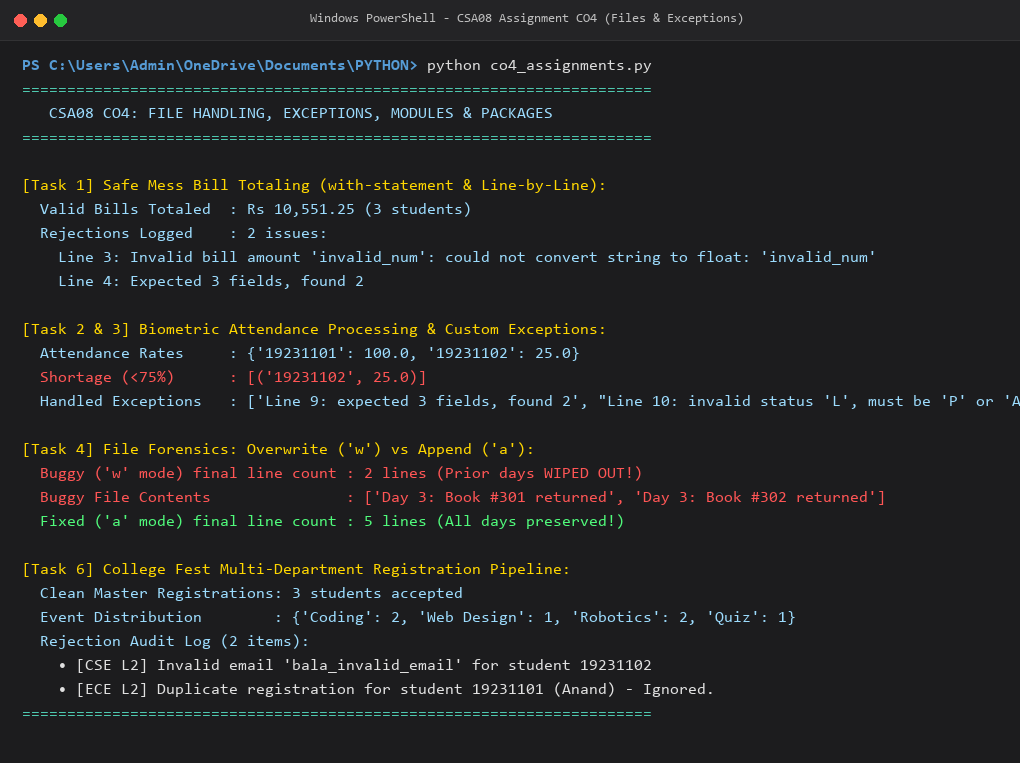 Windows PowerShell - CSA08 Assignment CO4 (Files & Exceptions)
PS C:\Users\Admin\OneDrive\Documents\PYTHON> python co4_assignments.py
======================================================================
CSA08 CO4: FILE HANDLING, EXCEPTIONS, MODULES & PACKAGES
======================================================================
[Task 1] Safe Mess Bill Totaling (with-statement & Line-by-Line):
Valid Bills Totaled  : Rs 10,551.25 (3 students)
Rejections Logged    : 2 issues:
Line 3: Invalid bill amount 'invalid_num': could not convert string to float: 'invalid_num'
Line 4: Expected 3 fields, found 2
[Task 2 & 3] Biometric Attendance Processing & Custom Exceptions:
Attendance Rates     : {'19231101': 100.0, '19231102': 25.0}
Shortage (<75%)      : [('19231102', 25.0)]
Handled Exceptions   : ['Line 9: expected 3 fields, found 2', "Line 10: invalid status 'L', must be 'P' or 'A
[Task 4] File Forensics: Overwrite ('w') vs Append ('a'):
Buggy ('w' mode) final line count : 2 lines (Prior days WIPED OUT!)
Buggy File Contents               : ['Day 3: Book #301 returned', 'Day 3: Book #302 returned']
Fixed ('a' mode) final line count : 5 lines (All days preserved!)
[Task 6] College Fest Multi-Department Registration Pipeline:
Clean Master Registrations: 3 students accepted
Event Distribution        : {'Coding': 2, 'Web Design': 1, 'Robotics': 2, 'Quiz': 1}
Rejection Audit Log (2 items):
• [CSE L2] Invalid email 'bala_invalid_email' for student 19231102
• [ECE L2] Duplicate registration for student 19231101 (Anand) - Ignored.
======================================================================